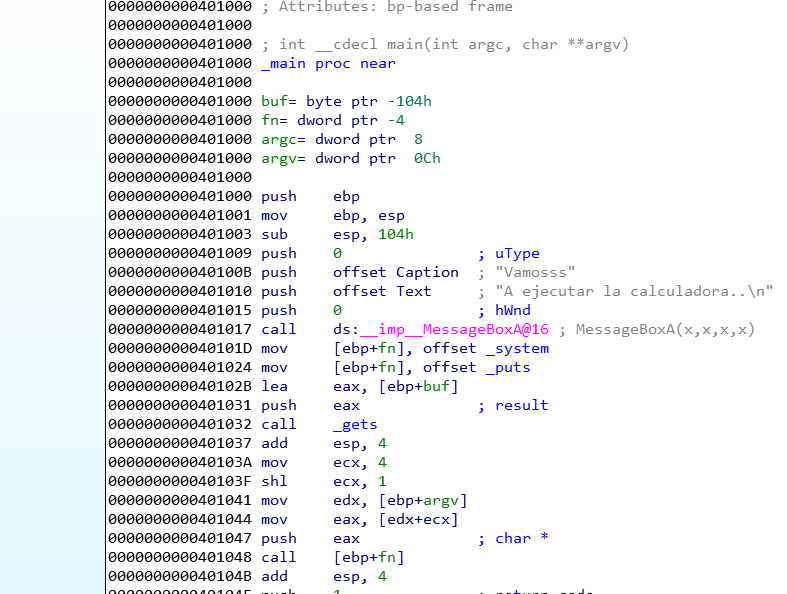 0000000000401000 ; Attributes: bp-based frame
0000000000401000
0000000000401000 ; int __cdecl main(int argc, char **argv)
0000000000401000 _main proc near
0000000000401000
0000000000401000 buf= byte ptr -104h
0000000000401000 fn= dword ptr -4
0000000000401000 argc= dword ptr  8
0000000000401000 argv= dword ptr  0Ch
0000000000401000
0000000000401000 push    ebp
0000000000401001 mov     ebp, esp
0000000000401003 sub     esp, 104h
0000000000401009 push    0               ; uType
000000000040100B push    offset Caption  ; "Vamosss"
0000000000401010 push    offset Text     ; "A ejecutar la calculadora..\n"
0000000000401015 push    0               ; hWnd
0000000000401017 call    ds:__imp__MessageBoxA@16 ; MessageBoxA(x,x,x,x)
000000000040101D mov     [ebp+fn], offset _system
0000000000401024 mov     [ebp+fn], offset _puts
000000000040102B lea     eax, [ebp+buf]
0000000000401031 push    eax             ; result
0000000000401032 call    _gets
0000000000401037 add     esp, 4
000000000040103A mov     ecx, 4
000000000040103F shl     ecx, 1
0000000000401041 mov     edx, [ebp+argv]
0000000000401044 mov     eax, [edx+ecx]
0000000000401047 push    eax             ; char *
0000000000401048 call    [ebp+fn]
000000000040104B add     esp, 4